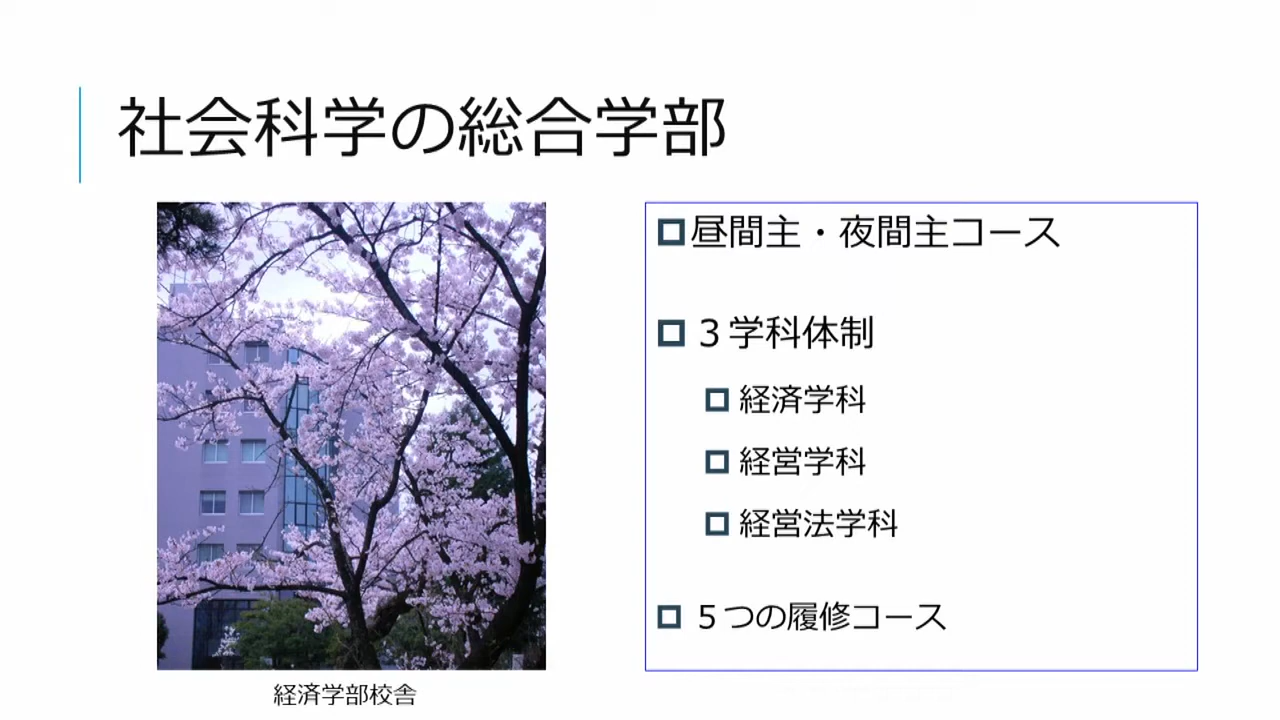 社会科学の総合学部
昼間主・夜間主コース
３学科体制
経済学科
経営学科
経営法学科
５つの履修コース
経済学部校舎